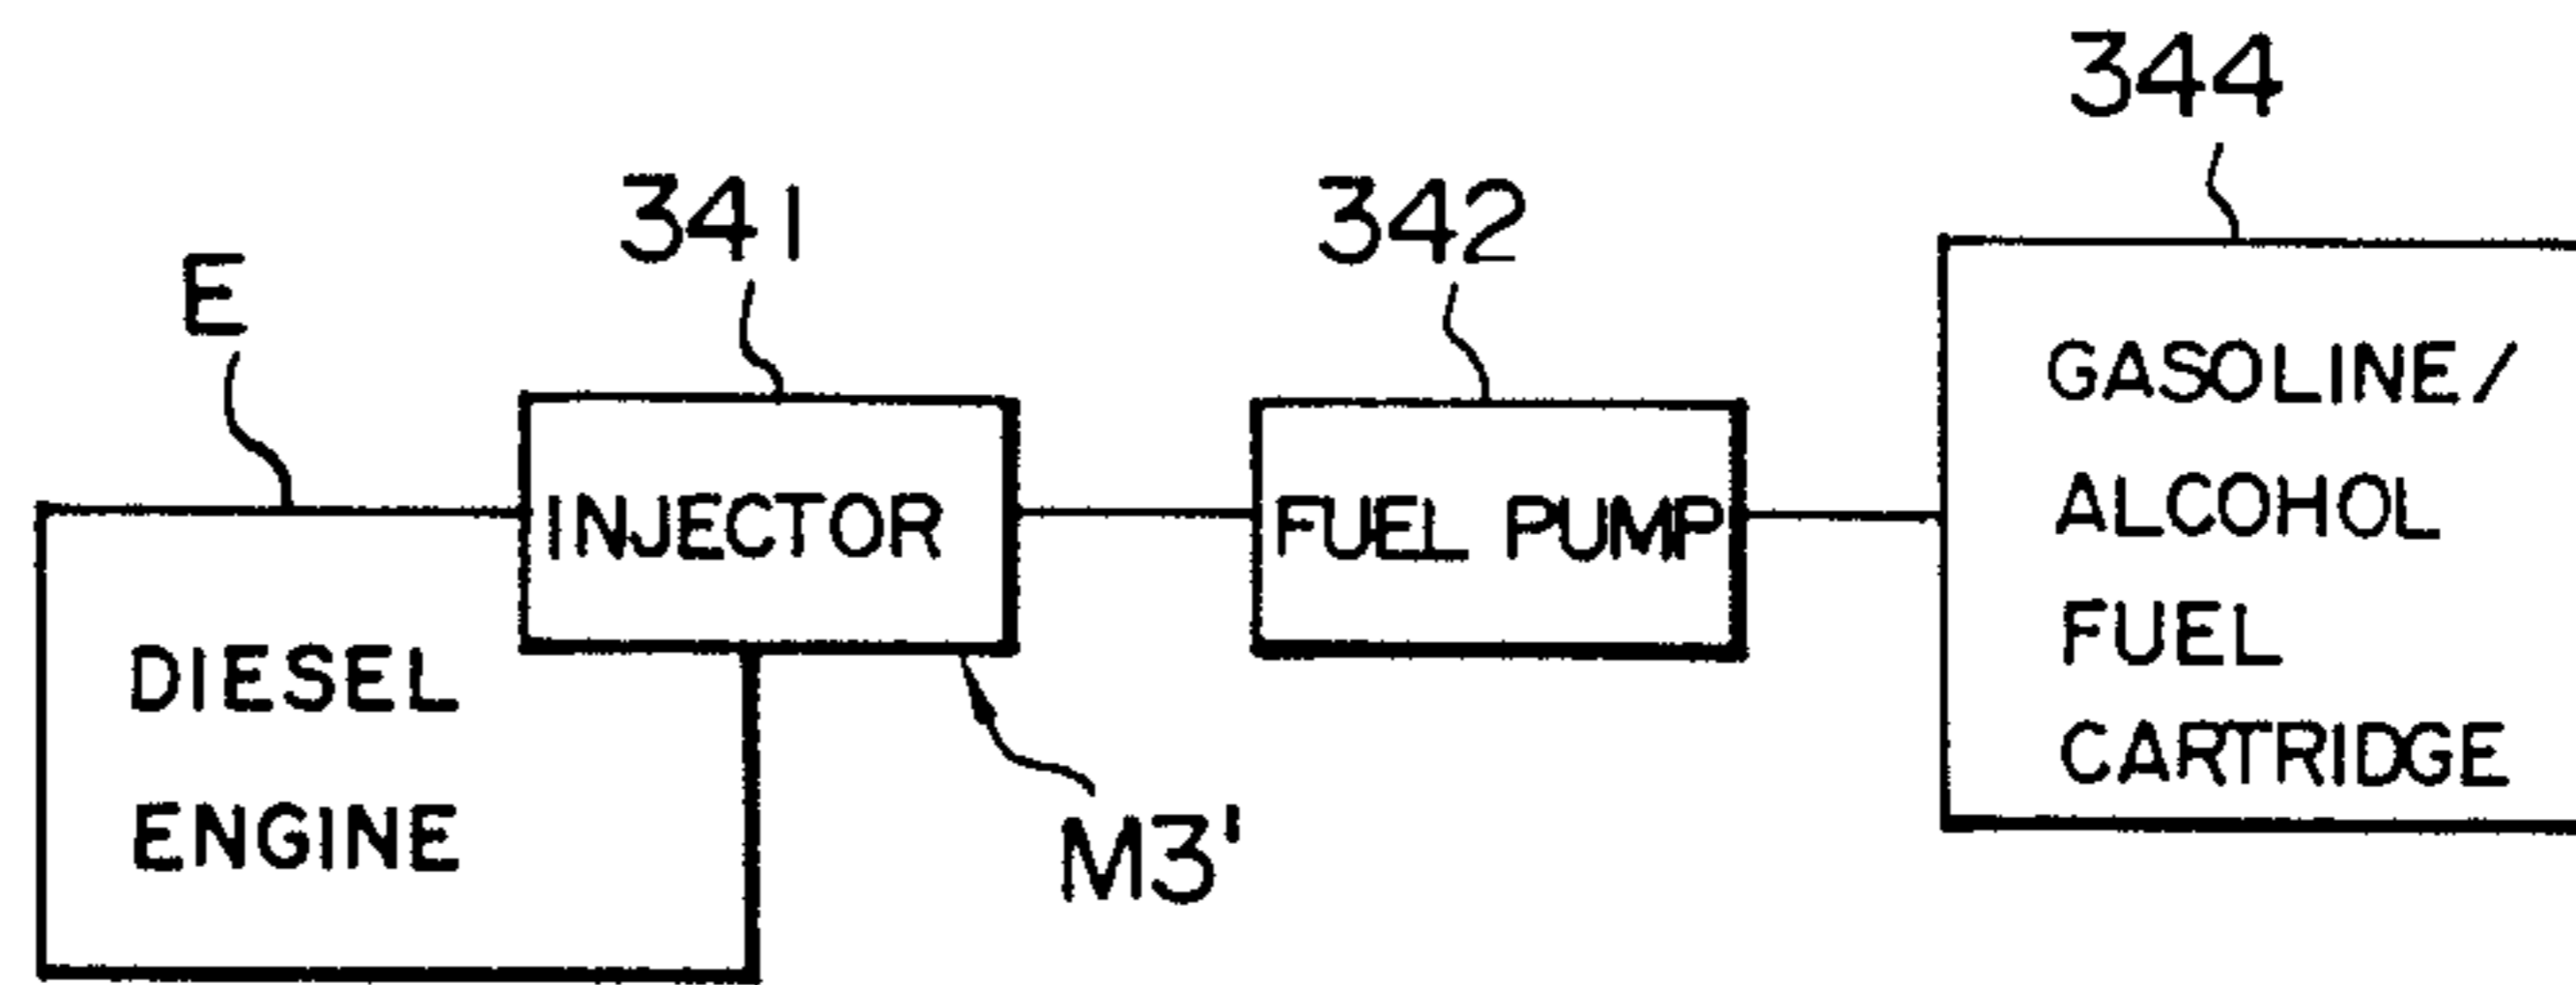 344
341
342
E
GASOLINE/
ALCOHOL
FUEL
CARTRIDGE
INJECTOR
FUEL PUMP
DIESEL
ENGINE
M3'